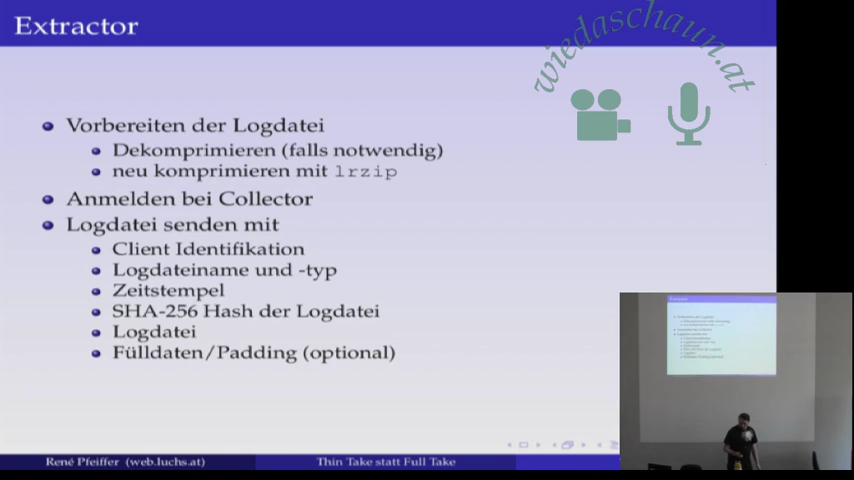 Extractor
wiedaschaun.at
Vorbereiten der Logdatei
Dekomprimieren (falls notwendig)
neu komprimieren mit lrzip
Anmelden bei Collector
Logdatei senden mit
Client Identifikation
Logdateiname und -typ
Zeitstempel
SHA-256 Hash der Logdatei
Logdatei
Fülldaten/Padding (optional)
René Pfeiffer (web.luchs.at)
Thin Take statt Full Take